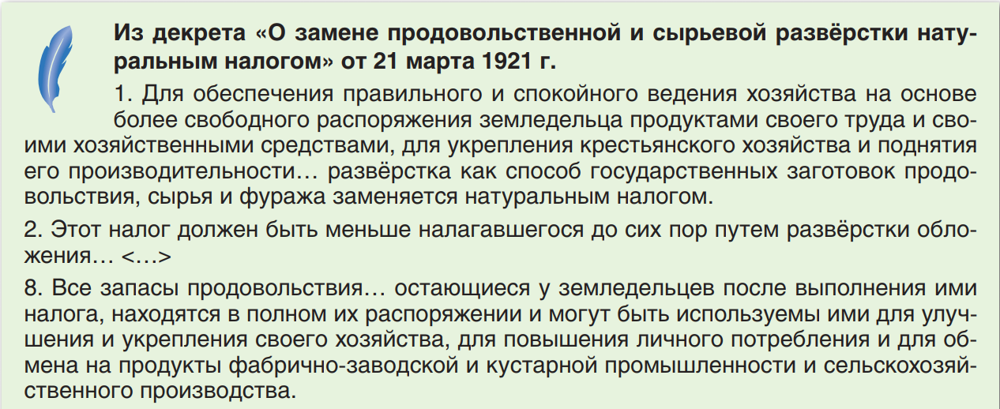 Из декрета «О замене продовольственной и сырьевой развёрстки нату-
ральным налогом» от 21 марта 1921 г.
1. Для обеспечения правильного и спокойного ведения хозяйства на основе
более свободного распоряжения земледельца продуктами своего труда и сво-
ими хозяйственными средствами, для укрепления крестьянского хозяйства и поднятия
его производительности… развёрстка как способ государственных заготовок продо-
вольствия, сырья и фуража заменяется натуральным налогом.
2. Этот налог должен быть меньше налагавшегося до сих пор путем развёрстки обло-
жения… <…>
8. Все запасы продовольствия… остающиеся у земледельцев после выполнения ими
налога, находятся в полном их распоряжении и могут быть используемы ими для улуч-
шения и укрепления своего хозяйства, для повышения личного потребления и для об-
мена на продукты фабрично-заводской и кустарной промышленности и сельскохозяй-
ственного производства.